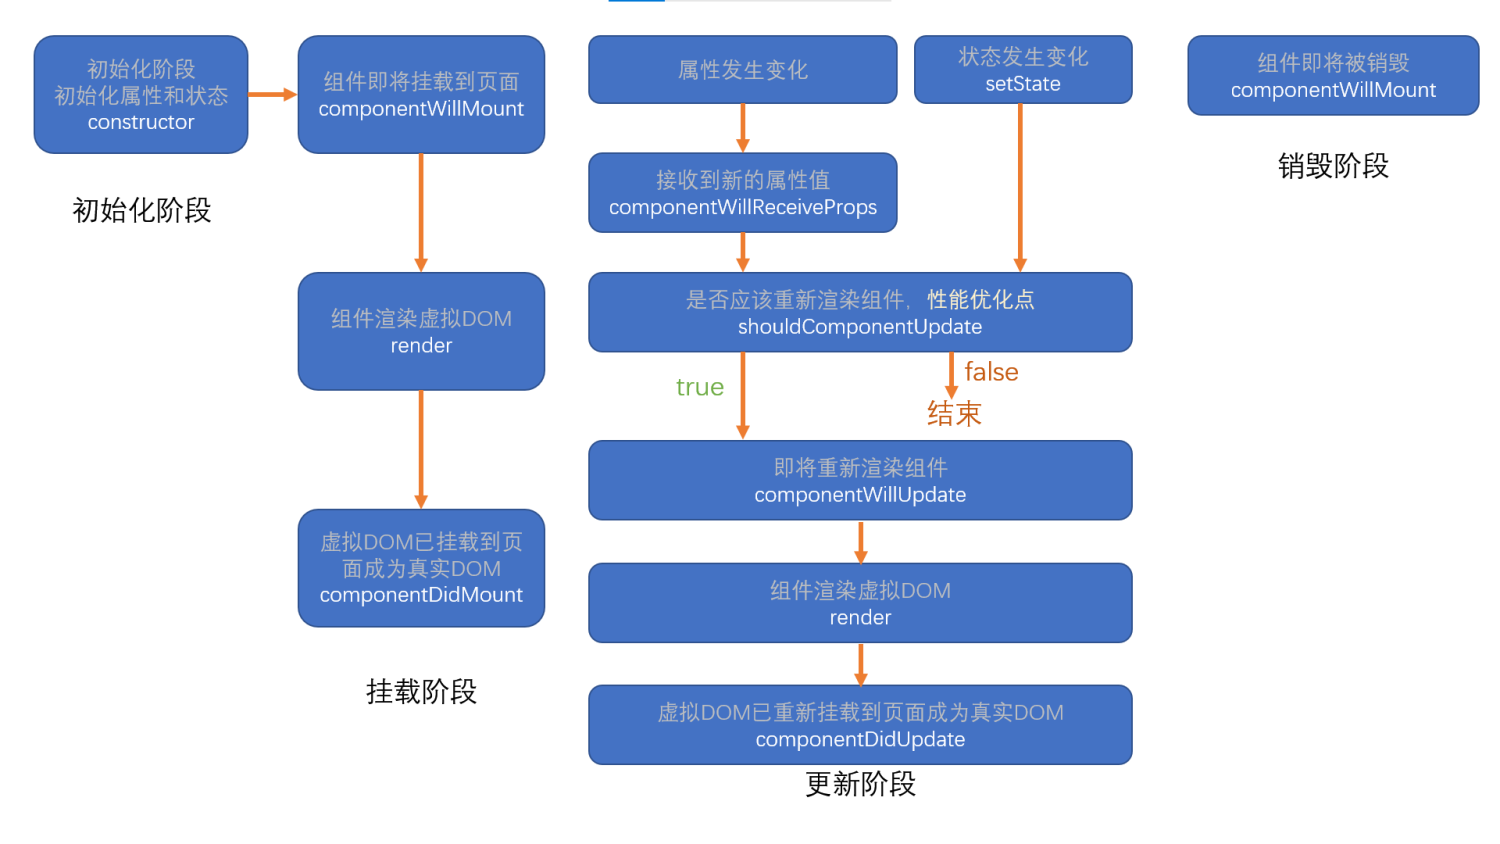 初始化阶段
初始化属性和状态
constructor
初始化阶段
组件即将挂载到页面
componentWillMount
组件渲染虚拟DOM
render
虚拟DOM已挂载到页
面成为真实DOM
componentDidMount
挂载阶段
属性发生变化
状态发生变化
setState
接收到新的属性值
componentWillReceiveProps
是否应该重新渲染组件，性能优化点
shouldComponentUpdate
true
false
结束
即将重新渲染组件
componentWillUpdate
组件渲染虚拟DOM
render
虚拟DOM已重新挂载到页面成为真实DOM
componentDidUpdate
更新阶段
组件即将被销毁
componentWillMount
销毁阶段